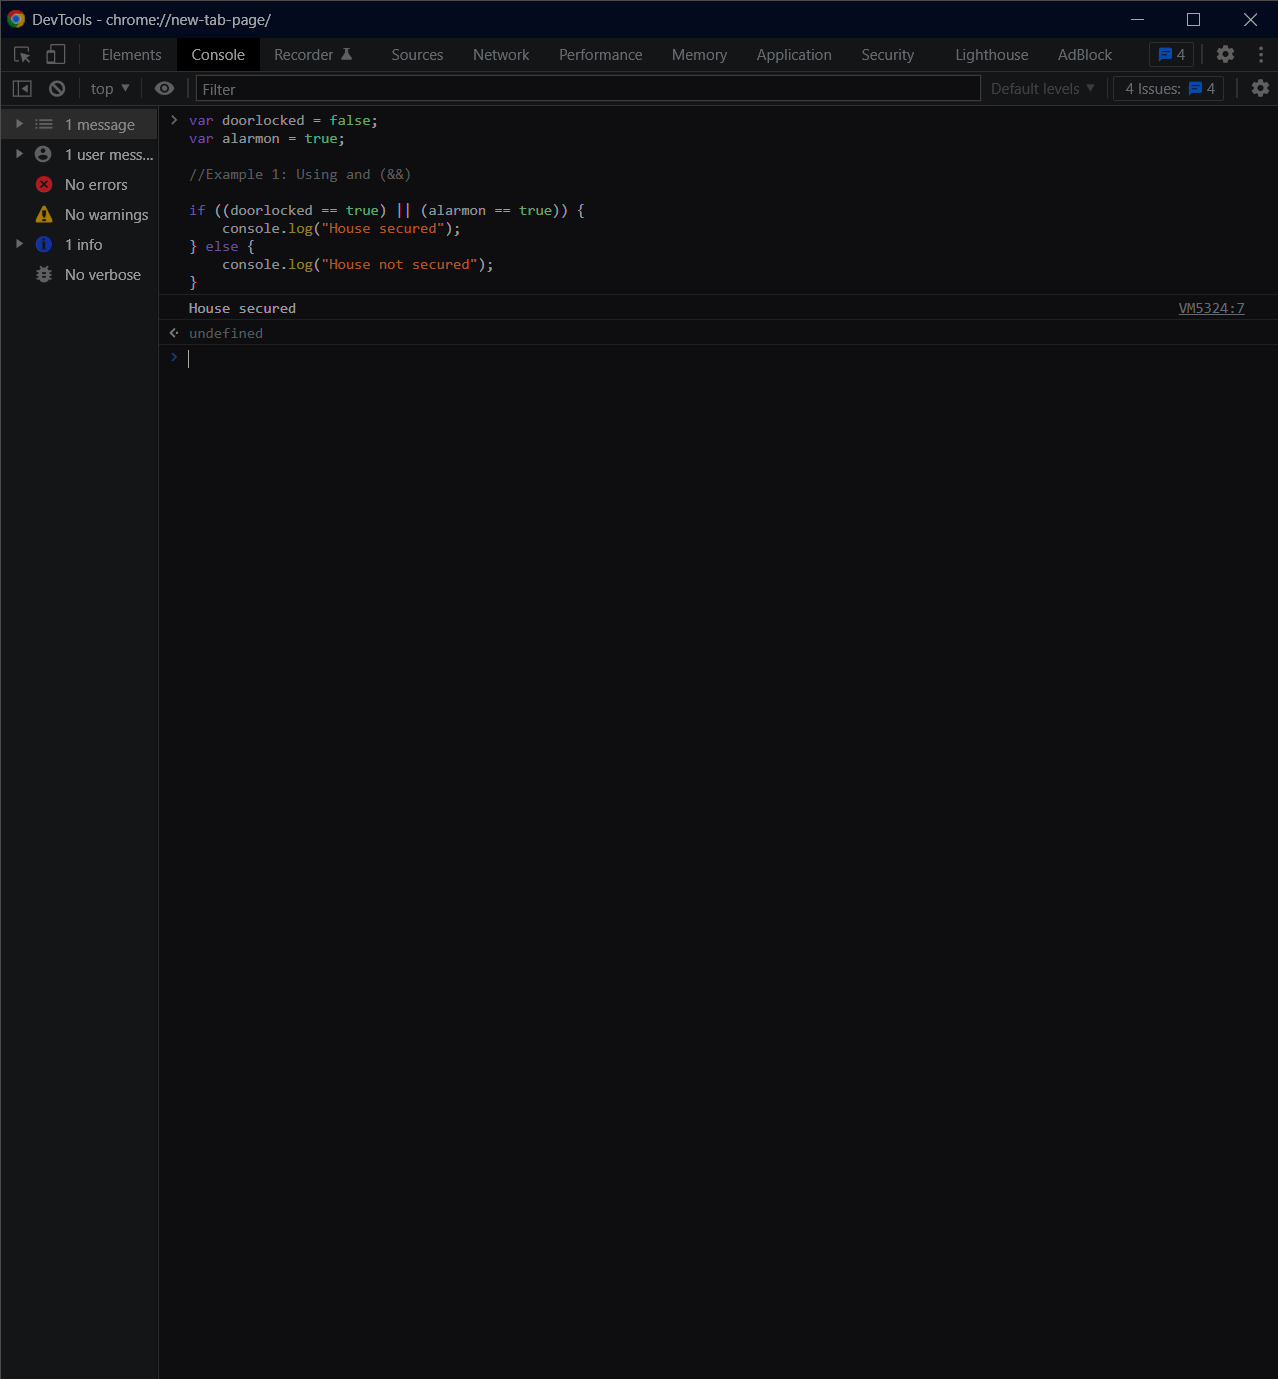 DevTools - chrome://new-tab-page/
Elements Console Recorder Sources Network Performance Memory Application Security Lighthouse AdBlock 4
top Filter Default levels 4 Issues: 4
1 message
1 user mess...
No errors
No warnings
1 info
No verbose
var doorlocked = false;
var alarmon = true;
//Example 1: Using and (&&)
if ((doorlocked == true) || (alarmon == true)) {
    console.log("House secured");
} else {
    console.log("House not secured");
}
House secured VM5324:7
undefined